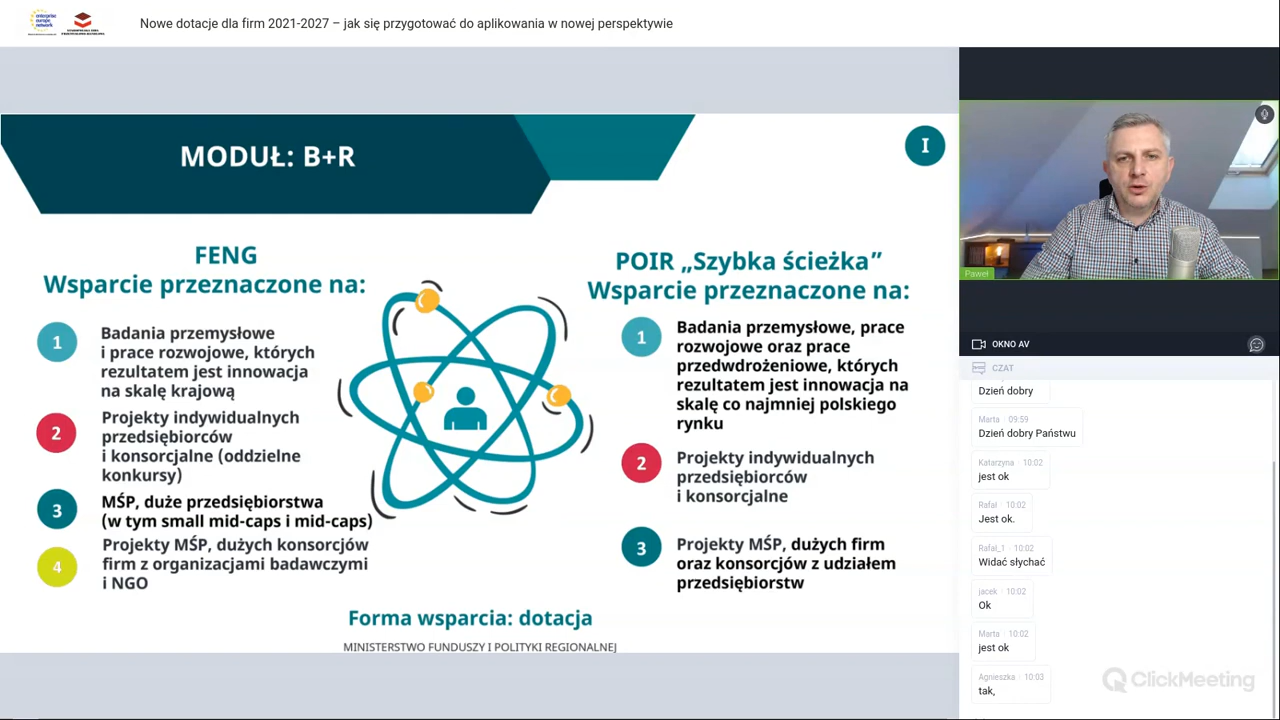 enterprise
europe
network
Nowe dotacje dla firm 2021-2027 – jak się przygotować do aplikowania w nowej perspektywie
MODUŁ: B+R
I
FENG
Wsparcie przeznaczone na:
1
Badania przemysłowe
i prace rozwojowe, których
rezultatem jest innowacja
na skalę krajową
2
Projekty indywidualnych
przedsiębiorców
i konsorcjalne (oddzielne
konkursy)
3
MŚP, duże przedsiębiorstwa
(w tym small mid-caps i mid-caps)
4
Projekty MŚP, dużych konsorcjów
firm z organizacjami badawczymi
i NGO
POIR „Szybka ścieżka”
Wsparcie przeznaczone na:
1
Badania przemysłowe, prace
rozwojowe oraz prace
przedwdrożeniowe, których
rezultatem jest innowacja na
skalę co najmniej polskiego
rynku
2
Projekty indywidualnych
przedsiębiorców
i konsorcjalne
3
Projekty MŚP, dużych firm
oraz konsorcjów z udziałem
przedsiębiorstw
Forma wsparcia: dotacja
MINISTERSTWO FUNDUSZY I POLITYKI REGIONALNEJ
Paweł
OKNO AV
CZAT
Dzień dobry
Marta · 09:59
Dzień dobry Państwu
Katarzyna · 10:02
jest ok
Rafał · 10:02
Jest ok.
Rafał_1 · 10:02
Widać słychać
jacek · 10:02
Ok
Marta · 10:02
jest ok
Agnieszka · 10:03
tak,
ClickMeeting